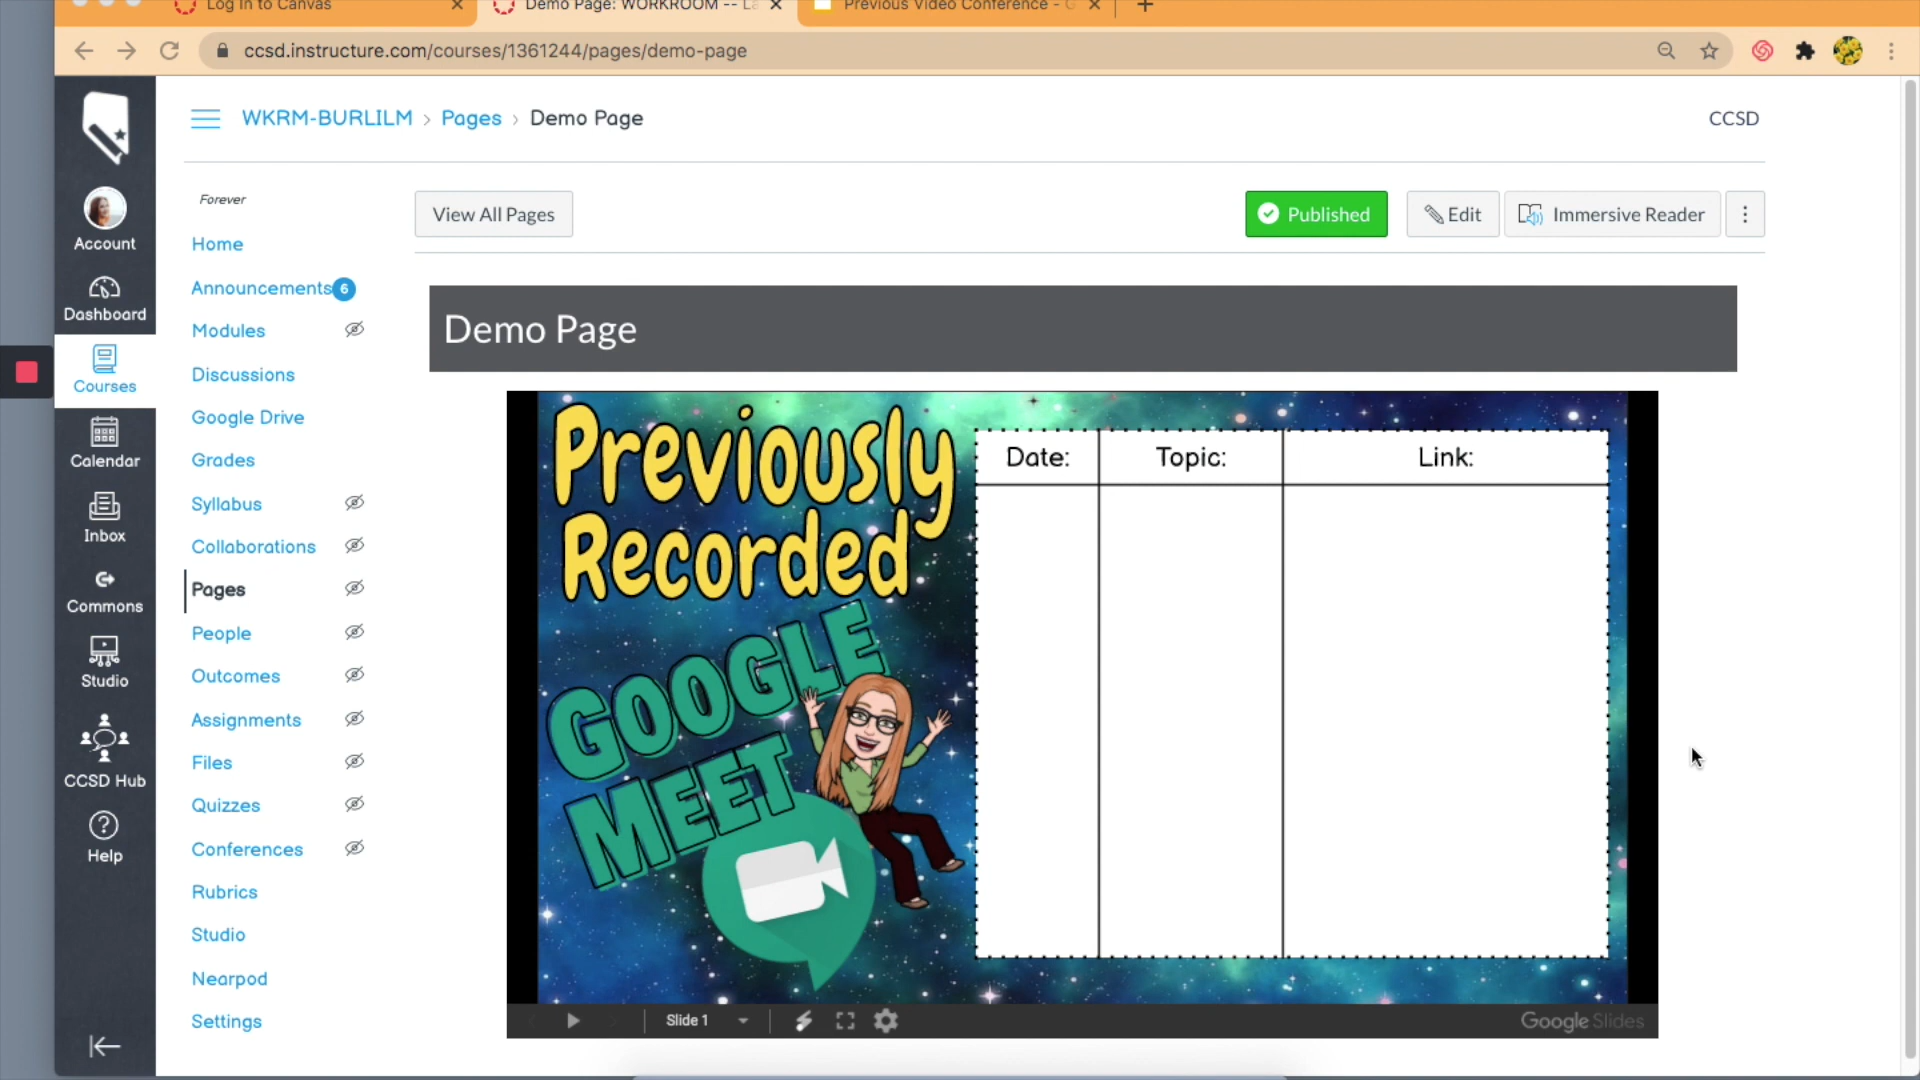 Log In to Canvas
Demo Page: WORKROOM -- La
Previous Video Conference - G
ccsd.instructure.com/courses/1361244/pages/demo-page
WKRM-BURLILM > Pages > Demo Page
CCSD
Account
Dashboard
Courses
Calendar
Inbox
Commons
Studio
CCSD Hub
Help
Forever
Home
Announcements 6
Modules
Discussions
Google Drive
Grades
Syllabus
Collaborations
Pages
People
Outcomes
Assignments
Files
Quizzes
Conferences
Rubrics
Studio
Nearpod
Settings
View All Pages
Published
Edit
Immersive Reader
Demo Page
Previously
Recorded
GOOGLE
MEET
Date: Topic: Link:
Slide 1
Google Slides